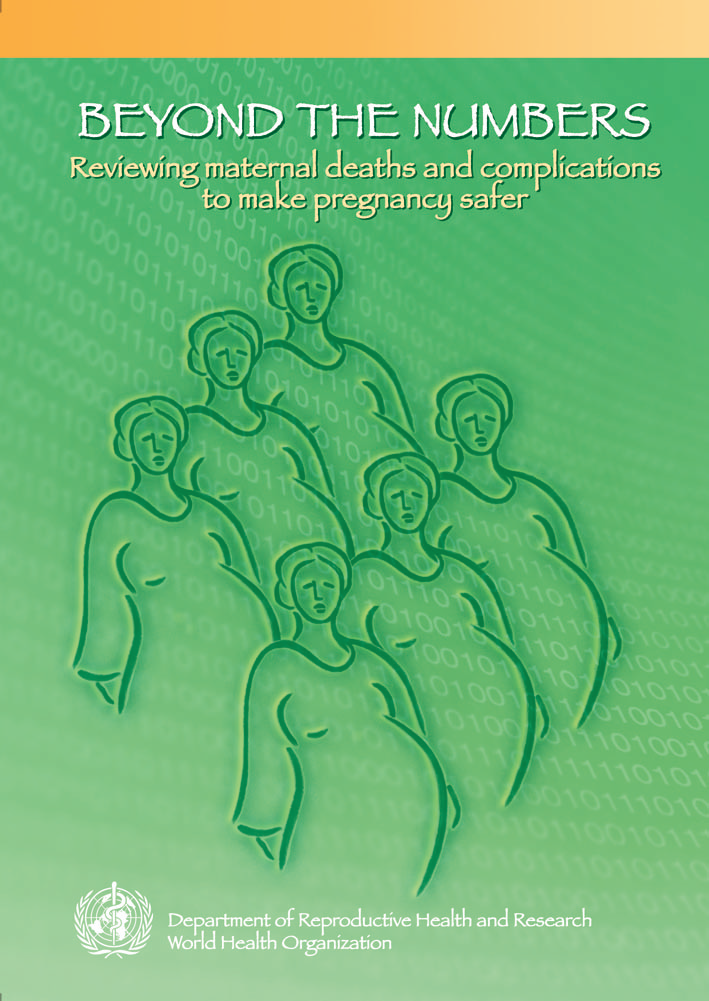 BEYOND THE NUMBERS
Reviewing maternal deaths and complications
to make pregnancy safer
Department of Reproductive Health and Research
World Health Organization